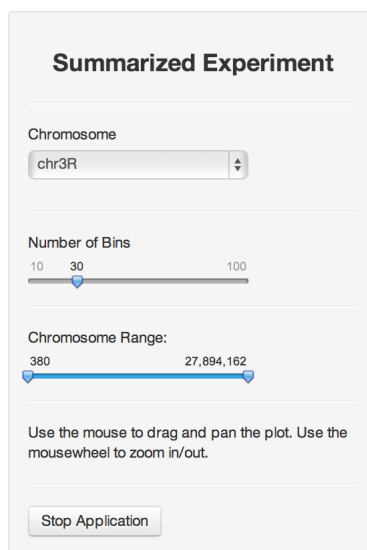 Summarized Experiment
Chromosome
chr3R
Number of Bins
10 30 100
Chromosome Range:
380 27,894,162
Use the mouse to drag and pan the plot. Use the
mousewheel to zoom in/out.
Stop Application